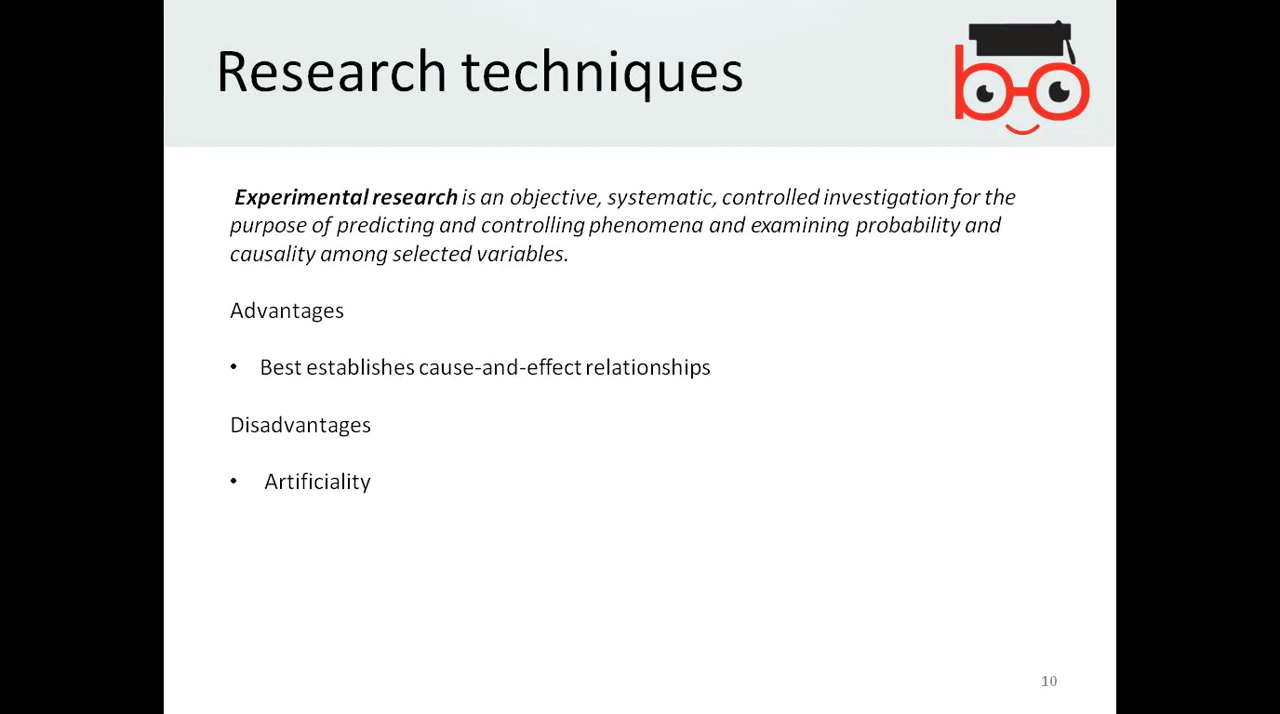 Research techniques
Experimental research is an objective, systematic, controlled investigation for the
purpose of predicting and controlling phenomena and examining probability and
causality among selected variables.
Advantages
• Best establishes cause-and-effect relationships
Disadvantages
• Artificiality
10